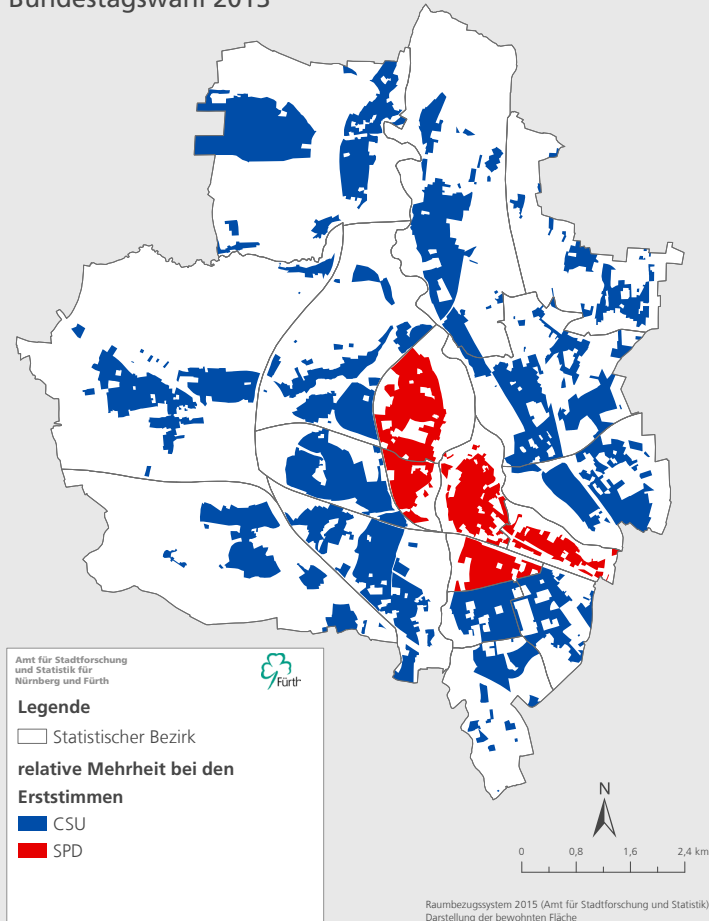 Bundestagswahl 2013
Amt für Stadtforschung
und Statistik für
Nürnberg und Fürth
Fürth
Legende
Statistischer Bezirk
relative Mehrheit bei den
Erststimmen
CSU
SPD
N
0 0,8 1,6 2,4 km
Raumbezugssystem 2015 (Amt für Stadtforschung und Statistik)
Darstellung der bewohnten Fläche